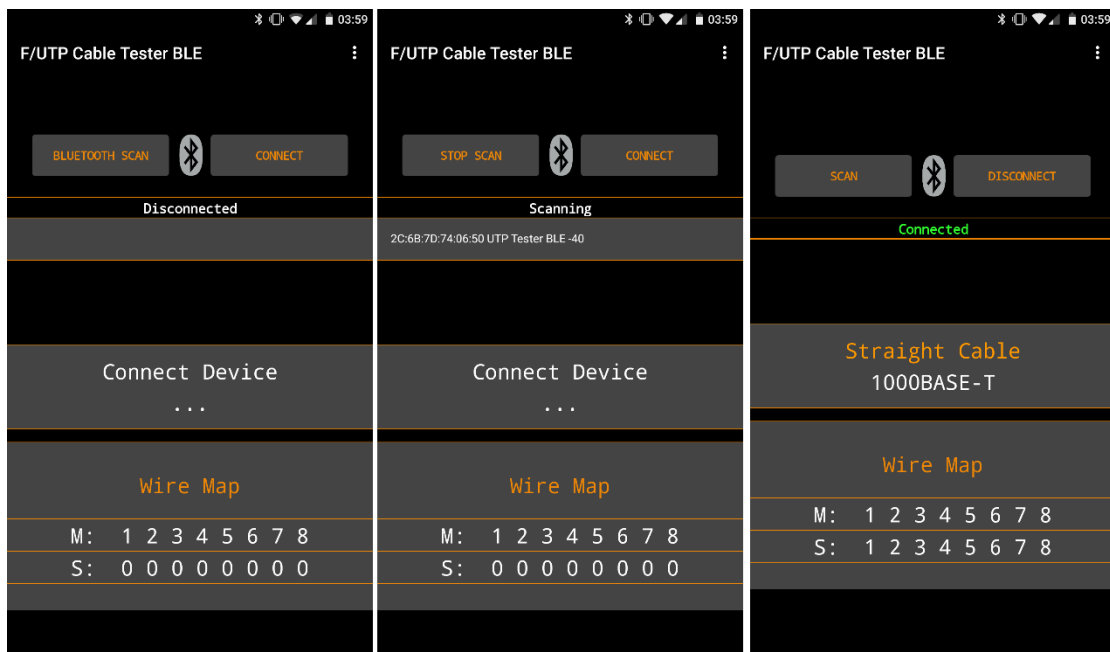 03:59
F/UTP Cable Tester BLE
BLUETOOTH SCAN
CONNECT
Disconnected
Connect Device
...
Wire Map
M: 1 2 3 4 5 6 7 8
S: 0 0 0 0 0 0 0 0
03:59
F/UTP Cable Tester BLE
STOP SCAN
CONNECT
Scanning
2C:6B:7D:74:06:50 UTP Tester BLE -40
Connect Device
...
Wire Map
M: 1 2 3 4 5 6 7 8
S: 0 0 0 0 0 0 0 0
03:59
F/UTP Cable Tester BLE
SCAN
DISCONNECT
Connected
Straight Cable
1000BASE-T
Wire Map
M: 1 2 3 4 5 6 7 8
S: 1 2 3 4 5 6 7 8